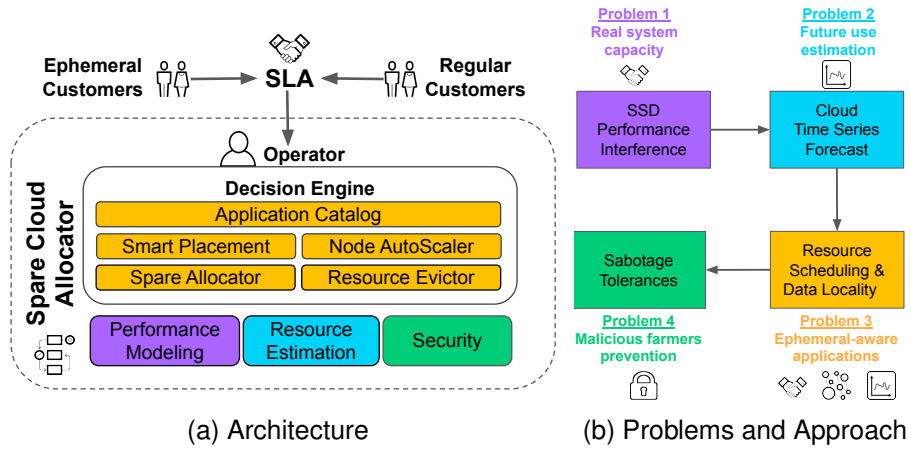 Ephemeral
Customers
SLA
Regular
Customers
Operator
Spare Cloud
Allocator
Decision Engine
Application Catalog
Smart Placement
Node AutoScaler
Spare Allocator
Resource Evictor
Performance
Modeling
Resource
Estimation
Security
(a) Architecture
Problem 1
Real system
capacity
SSD
Performance
Interference
Problem 2
Future use
estimation
Cloud
Time Series
Forecast
Sabotage
Tolerances
Problem 4
Malicious farmers
prevention
Resource
Scheduling &
Data Locality
Problem 3
Ephemeral-aware
applications
(b) Problems and Approach